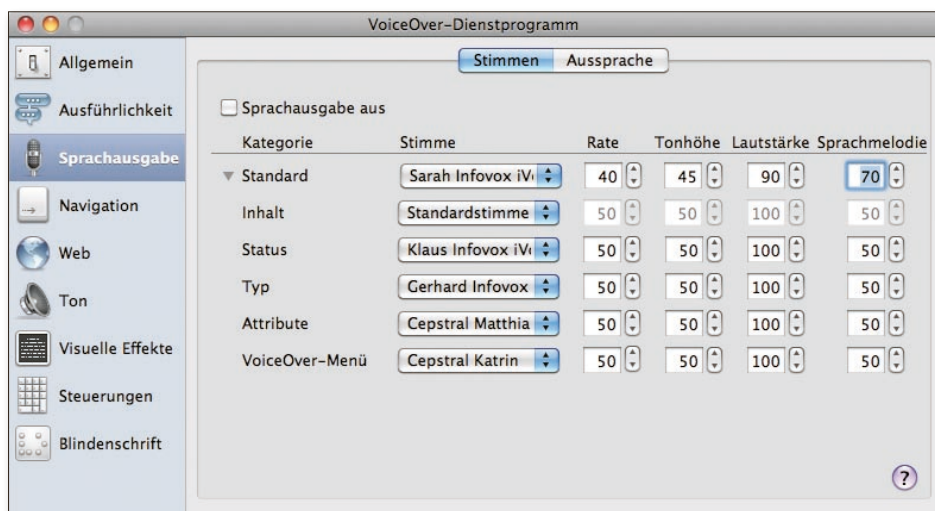 VoiceOver-Dienstprogramm
Allgemein
Ausführlichkeit
Sprachausgabe
Navigation
Web
Ton
Visuelle Effekte
Steuerungen
Blindenschrift
Stimmen Aussprache
Sprachausgabe aus
Kategorie Stimme Rate Tonhöhe Lautstärke Sprachmelodie
Standard Sarah Infovox iV 40 45 90 70
Inhalt Standardstimme 50 50 100 50
Status Klaus Infovox iV 50 50 100 50
Typ Gerhard Infovox 50 50 100 50
Attribute Cepstral Matthia 50 50 100 50
VoiceOver-Menü Cepstral Katrin 50 50 100 50
?